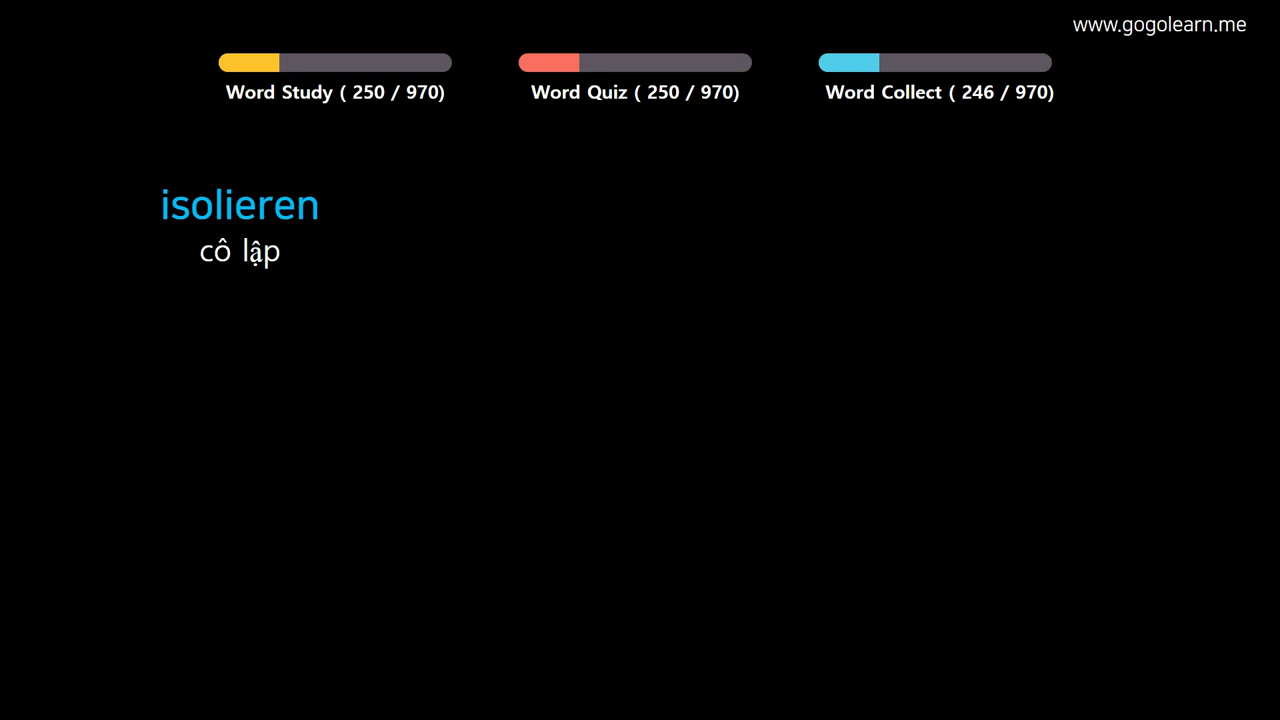 www.gogolearn.me
Word Study ( 250 / 970)
Word Quiz ( 250 / 970)
Word Collect ( 246 / 970)
isolieren
cô lập